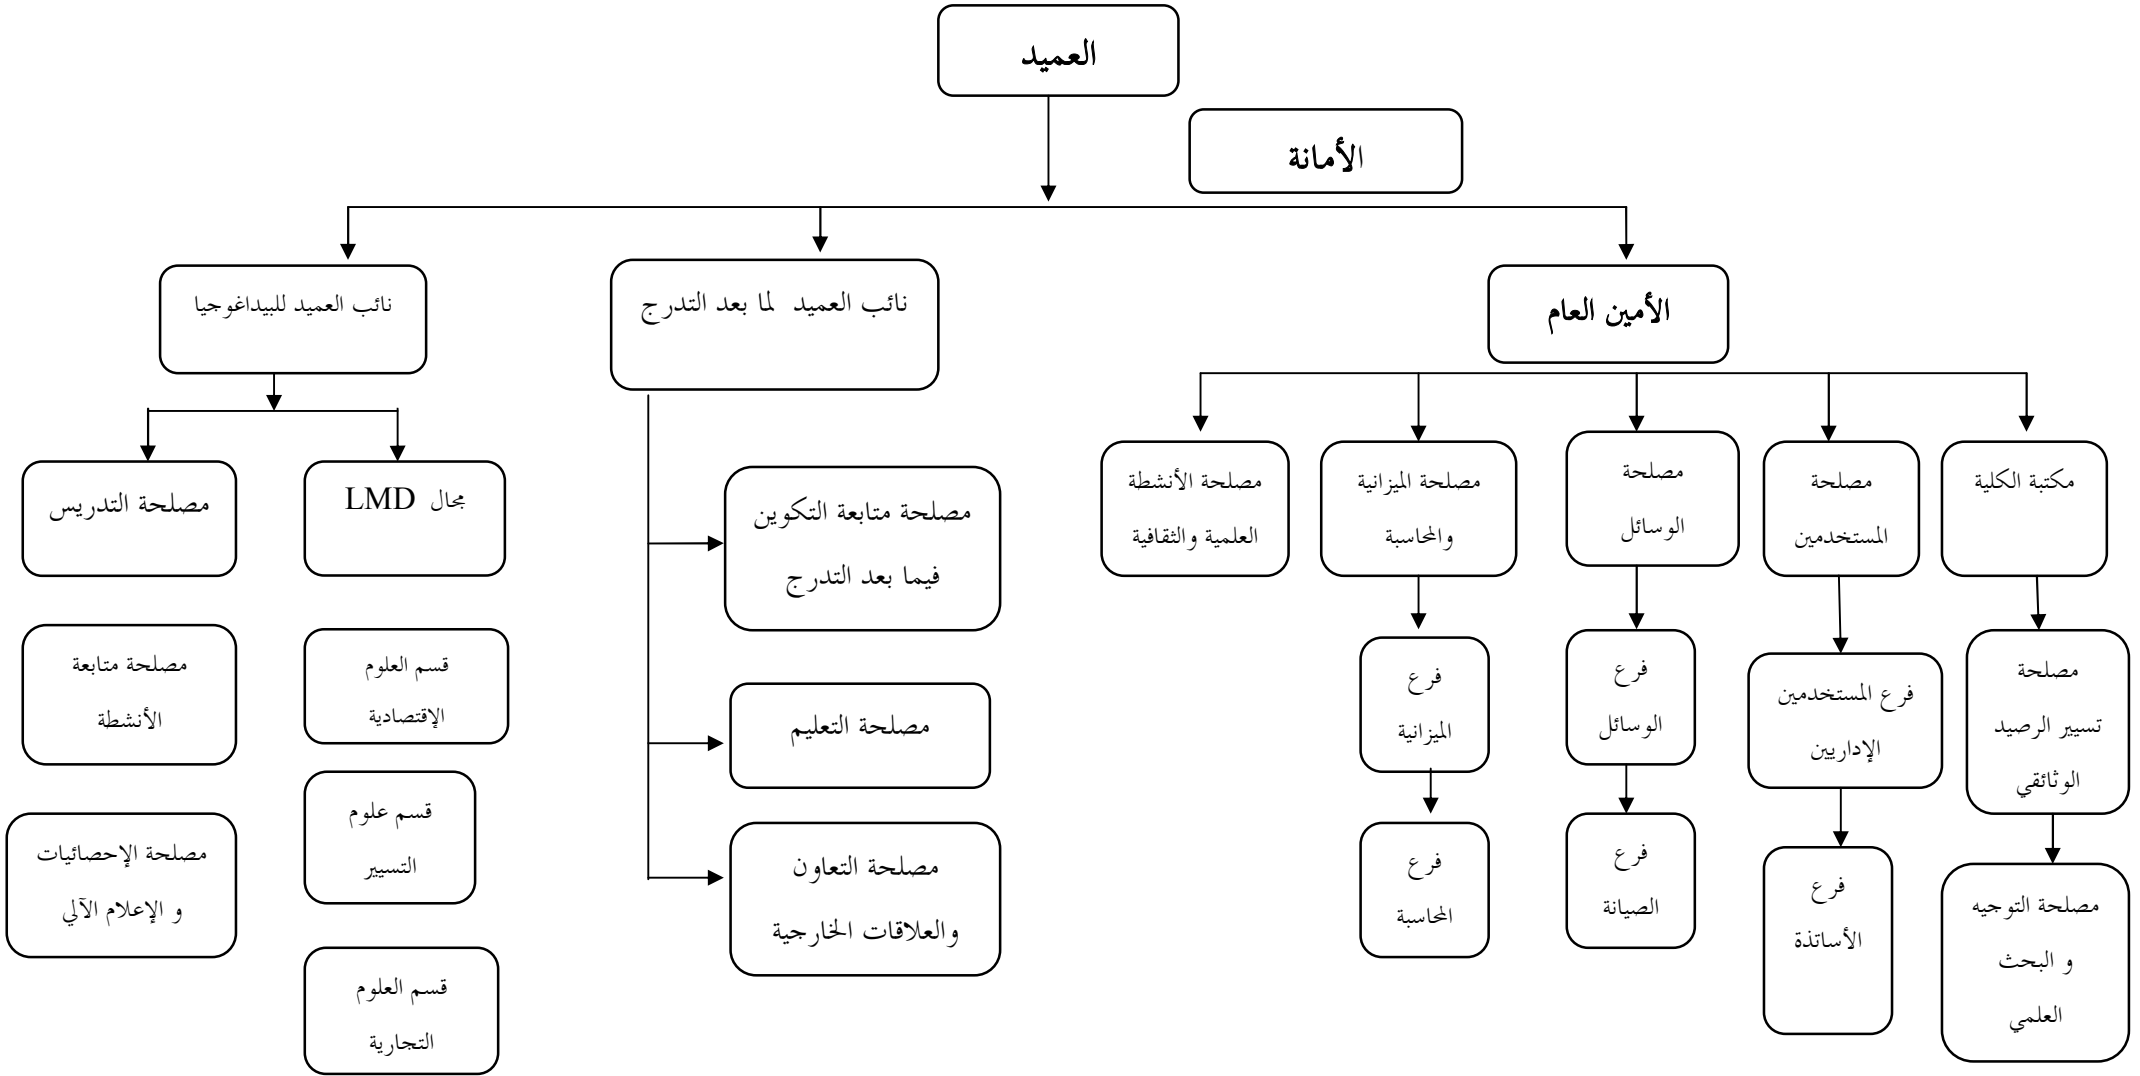 العميد
الأمانة
الأمين العام
نائب العميد لما بعد التدرج
نائب العميد للبيداغوجيا
مكتبة الكلية
مصلحة
المستخدمين
مصلحة
الوسائل
مصلحة الميزانية
والمحاسبة
مصلحة الأنشطة
العلمية والثقافية
مصلحة
تسيير الرصيد
الوثائقي
فرع المستخدمين
الإداريين
فرع
الوسائل
فرع
الميزانية
مصلحة التوجيه
و البحث
العلمي
فرع
الأساتذة
فرع
الصيانة
فرع
المحاسبة
مصلحة متابعة التكوين
فيما بعد التدرج
مصلحة التعليم
مصلحة التعاون
والعلاقات الخارجية
مجال LMD
قسم العلوم
الإقتصادية
قسم علوم
التسيير
قسم العلوم
التجارية
مصلحة التدريس
مصلحة متابعة
الأنشطة
مصلحة الإحصائيات
و الإعلام الآلي